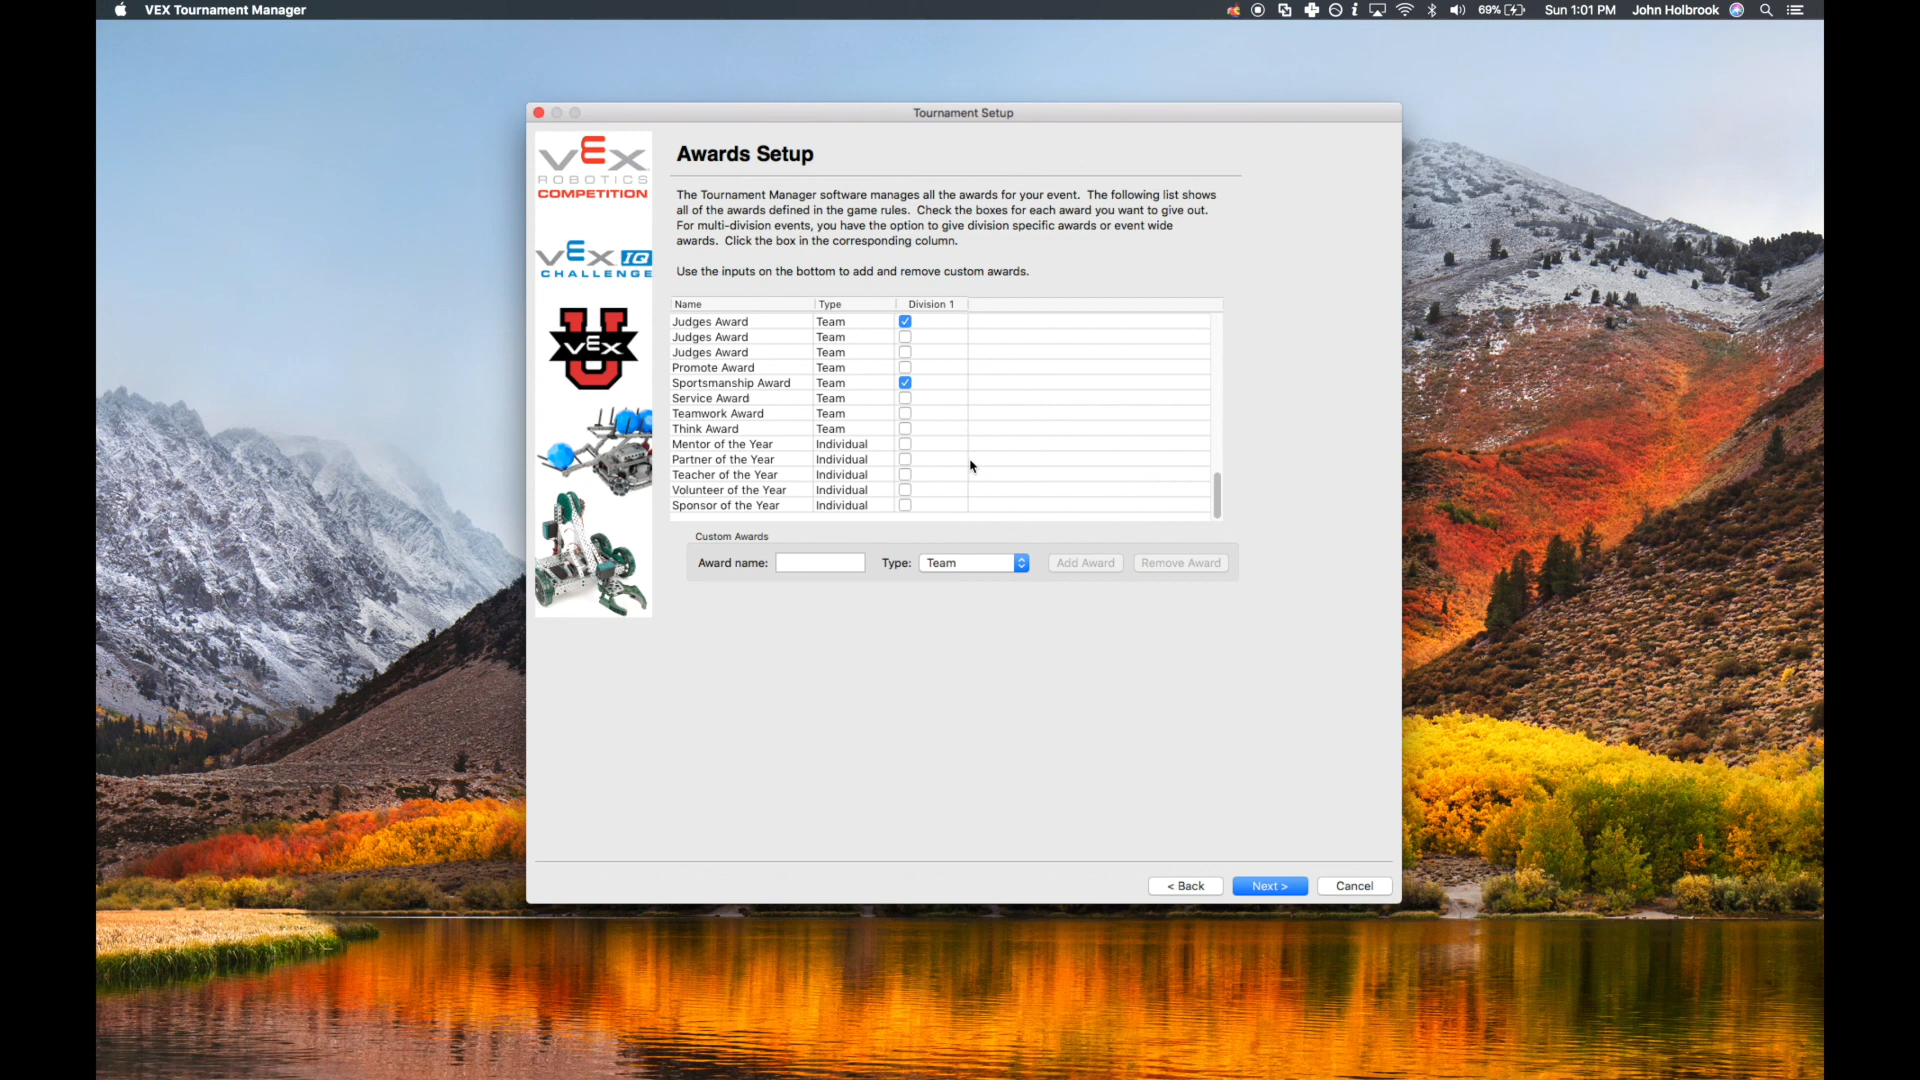 VEX Tournament Manager
69%
Sun 1:01 PM
John Holbrook
Tournament Setup
VEX
ROBOTICS
COMPETITION
VEX IQ
CHALLENGE
U
VEX
Awards Setup
The Tournament Manager software manages all the awards for your event. The following list shows
all of the awards defined in the game rules. Check the boxes for each award you want to give out.
For multi-division events, you have the option to give division specific awards or event wide
awards. Click the box in the corresponding column.
Use the inputs on the bottom to add and remove custom awards.
Name Type Division 1
Judges Award Team
Judges Award Team
Judges Award Team
Promote Award Team
Sportsmanship Award Team
Service Award Team
Teamwork Award Team
Think Award Team
Mentor of the Year Individual
Partner of the Year Individual
Teacher of the Year Individual
Volunteer of the Year Individual
Sponsor of the Year Individual
Custom Awards
Award name: Type: Team Add Award Remove Award
< Back Next > Cancel